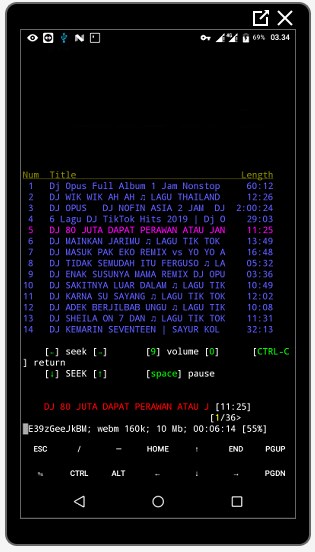 69% 03.34
Num Title Length
1 Dj Opus Full Album 1 Jam Nonstop 60:12
2 DJ WIK WIK AH AH ♫ LAGU THAILAND 12:26
3 DJ OPUS DJ NOFIN ASIA 2 JAM DJ 2:00:24
4 6 Lagu DJ TikTok Hits 2019 | Dj O 29:03
5 DJ 80 JUTA DAPAT PERAWAN ATAU JAN 11:25
6 DJ MAINKAN JARIMU ♫ LAGU TIK TOK 13:49
7 DJ MASUK PAK EKO REMIX vs YO YO A 16:48
8 DJ TIDAK SEMUDAH ITU FERGUSO ♫ LA 05:32
9 DJ ENAK SUSUNYA MAMA REMIX DJ OPU 03:36
10 DJ SAKITNYA LUAR DALAM ♫ LAGU TIK 10:49
11 DJ KARNA SU SAYANG ♫ LAGU TIK TOK 12:02
12 DJ ADEK BERJILBAB UNGU ♫ LAGU TIK 10:08
13 DJ SHEILA ON 7 DAN ♫ LAGU TIK TOK 11:31
14 DJ KEMARIN SEVENTEEN | SAYUR KOL 32:13
[←] seek [→] [9] volume [0] [CTRL-C
] return
[↓] SEEK [↑] [space] pause
DJ 80 JUTA DAPAT PERAWAN ATAU J [11:25]
[1/36>
E39zGeeJkBM; webm 160k; 10 Mb; 00:06:14 [55%]
ESC / — HOME ↑ END PGUP
↹ CTRL ALT ← ↓ → PGDN